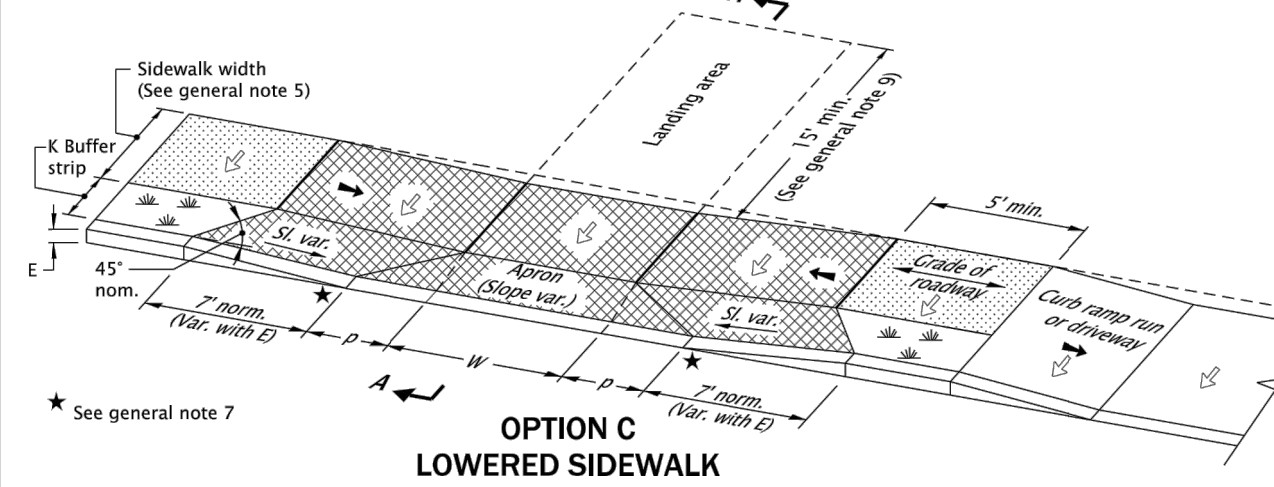 Sidewalk width
(See general note 5)
K Buffer
strip
E
45°
nom.
Sl. var.
7' norm.
(Var. with E)
P
W
P
7' norm.
(Var. with E)
Apron
(Slope var.)
Sl. var.
Landing area
15' min.
(See general note 9)
5' min.
Grade of
roadway
Curb ramp run
or driveway
A
★ See general note 7
★
★
OPTION C
LOWERED SIDEWALK